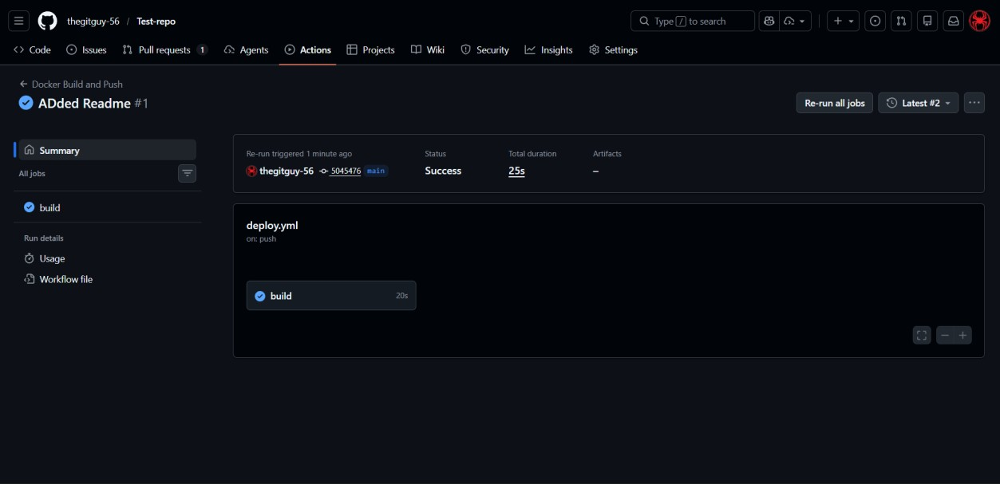 thegitguy-56 / Test-repo
Type / to search
Code Issues Pull requests 1 Agents Actions Projects Wiki Security Insights Settings
Docker Build and Push
ADded Readme #1
Re-run all jobs Latest #2
Summary
All jobs
build
Run details
Usage
Workflow file
Re-run triggered 1 minute ago Status Total duration Artifacts
thegitguy-56 5045476 main Success 25s –
deploy.yml
on: push
build 20s